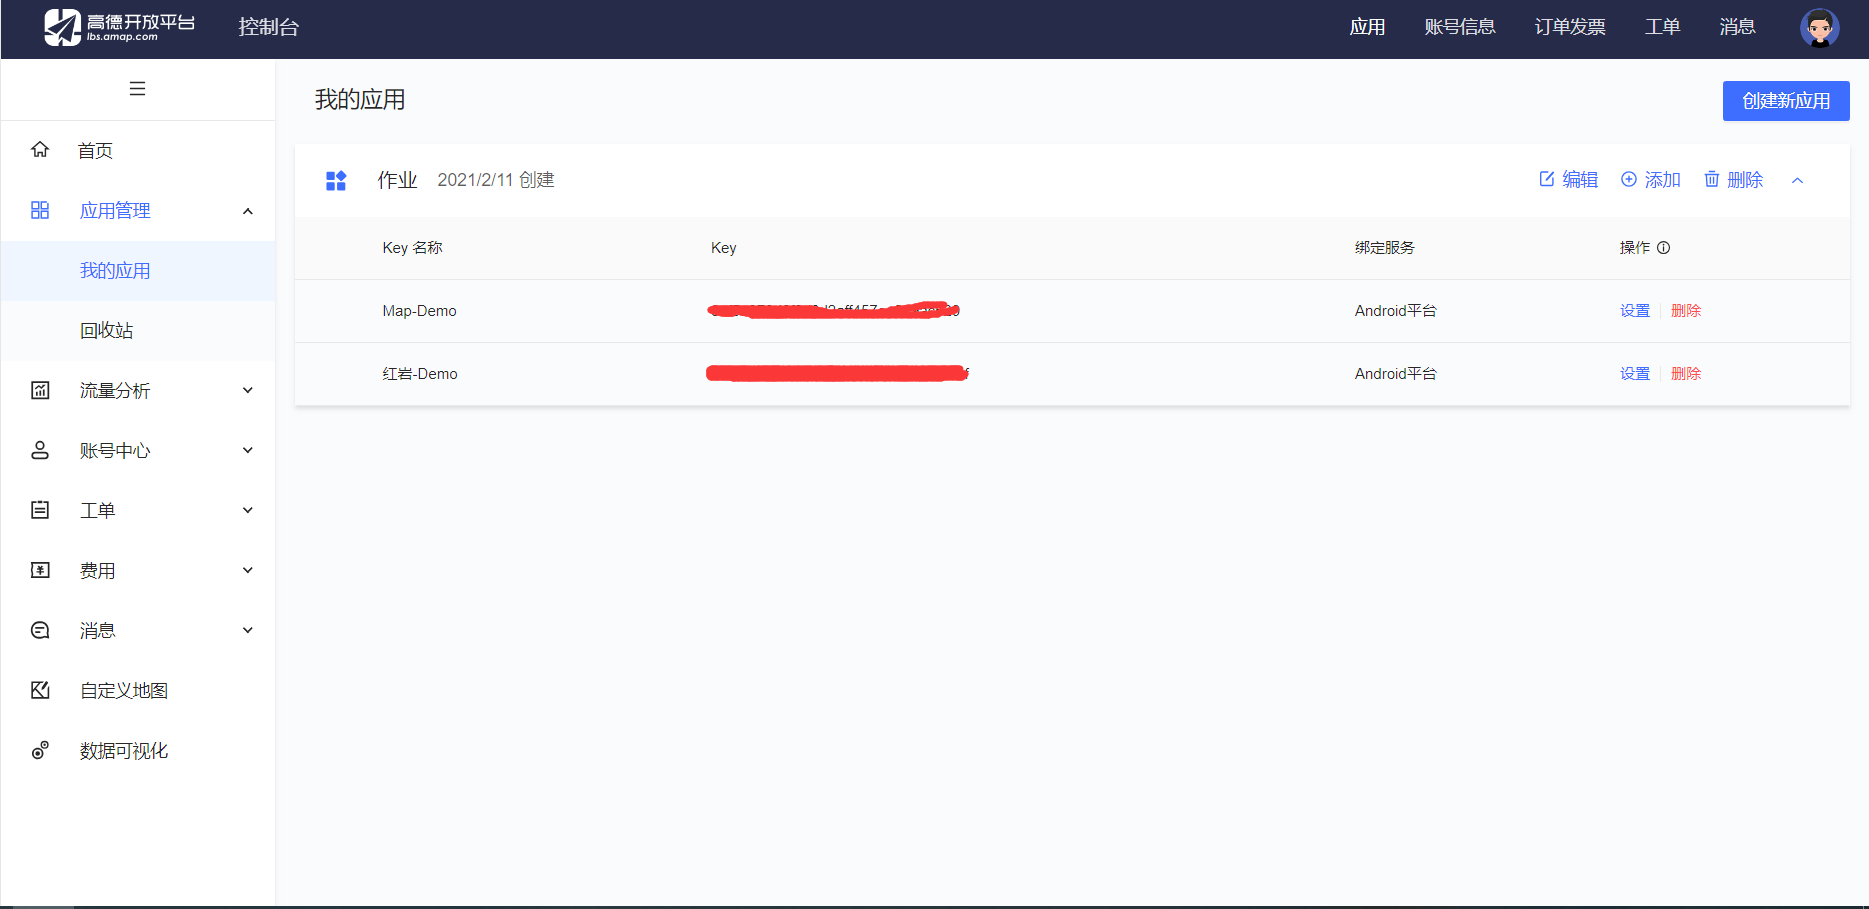 高德开放平台
lbs.amap.com
控制台
应用 账号信息 订单发票 工单 消息
我的应用
创建新应用
首页
应用管理
我的应用
回收站
流量分析
账号中心
工单
费用
消息
自定义地图
数据可视化
作业 2021/2/11 创建
编辑 添加 删除
Key 名称 Key 绑定服务 操作
Map-Demo Android平台 设置 删除
红岩-Demo Android平台 设置 删除